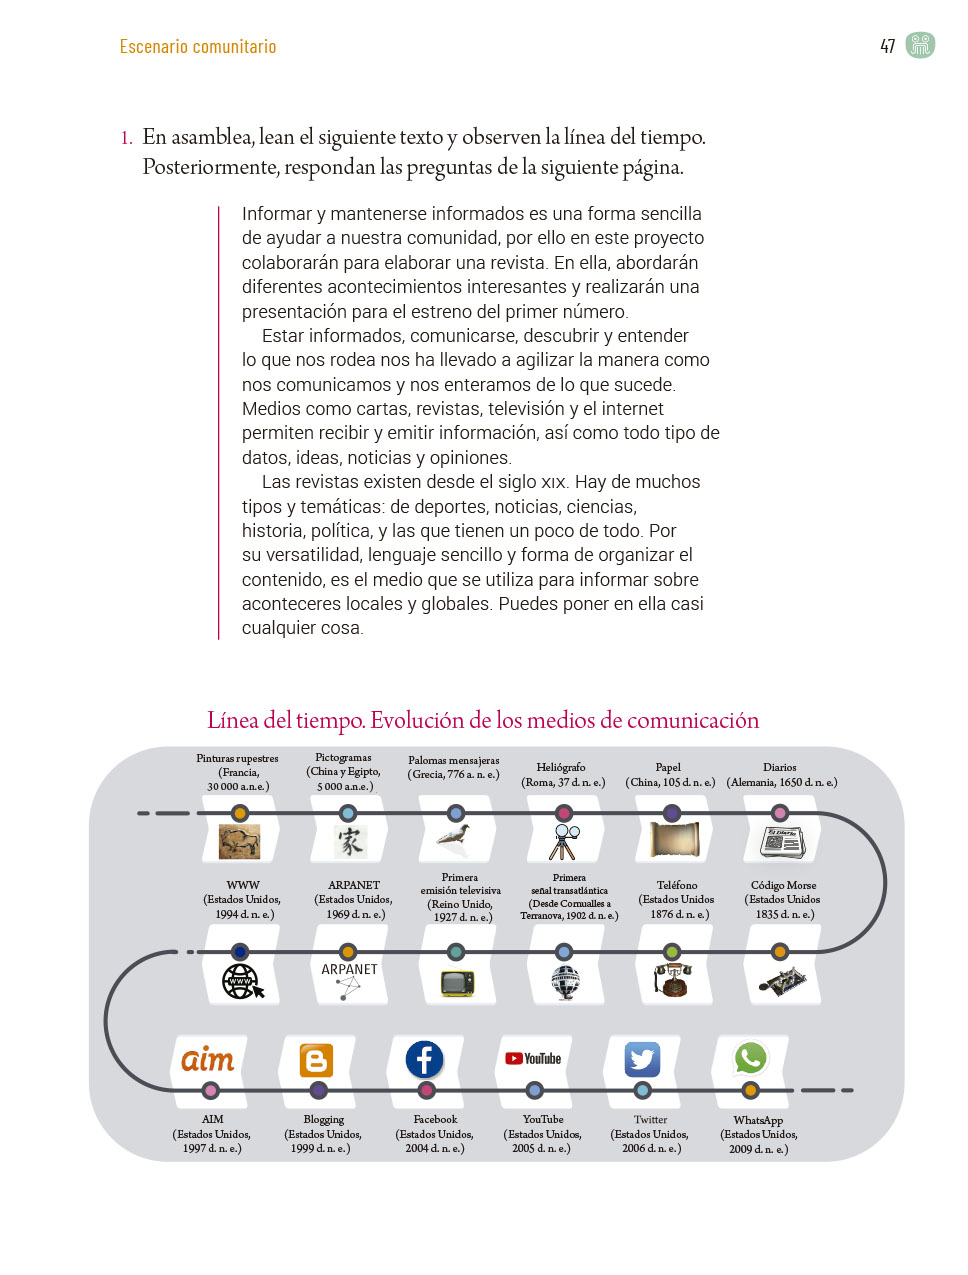 Escenario comunitario
47
1. En asamblea, lean el siguiente texto y observen la línea del tiempo.
Posteriormente, respondan las preguntas de la siguiente página.
Informar y mantenerse informados es una forma sencilla
de ayudar a nuestra comunidad, por ello en este proyecto
colaborarán para elaborar una revista. En ella, abordarán
diferentes acontecimientos interesantes y realizarán una
presentación para el estreno del primer número.
Estar informados, comunicarse, descubrir y entender
lo que nos rodea nos ha llevado a agilizar la manera como
nos comunicamos y nos enteramos de lo que sucede.
Medios como cartas, revistas, televisión y el internet
permiten recibir y emitir información, así como todo tipo de
datos, ideas, noticias y opiniones.
Las revistas existen desde el siglo XIX. Hay de muchos
tipos y temáticas: de deportes, noticias, ciencias,
historia, política, y las que tienen un poco de todo. Por
su versatilidad, lenguaje sencillo y forma de organizar el
contenido, es el medio que se utiliza para informar sobre
aconteceres locales y globales. Puedes poner en ella casi
cualquier cosa.
Línea del tiempo. Evolución de los medios de comunicación
Pinturas rupestres
(Francia,
30 000 a.n.e.)
Pictogramas
(China y Egipto,
5 000 a.n.e.)
Palomas mensajeras
(Grecia, 776 a. n. e.)
Heliógrafo
(Roma, 37 d. n. e.)
Papel
(China, 105 d. n. e.)
Diarios
(Alemania, 1650 d. n. e.)
家
El Diario
WWW
(Estados Unidos,
1994 d. n. e.)
ARPANET
(Estados Unidos,
1969 d. n. e.)
Primera
emisión televisiva
(Reino Unido,
1927 d. n. e.)
Primera
señal transatlántica
(Desde Cornualles a
Terranova, 1902 d. n. e.)
Teléfono
(Estados Unidos
1876 d. n. e.)
Código Morse
(Estados Unidos
1835 d. n. e.)
WWW
ARPANET
aim
B
f
YouTube
AIM
(Estados Unidos,
1997 d. n. e.)
Blogging
(Estados Unidos,
1999 d. n. e.)
Facebook
(Estados Unidos,
2004 d. n. e.)
YouTube
(Estados Unidos,
2005 d. n. e.)
Twitter
(Estados Unidos,
2006 d. n. e.)
WhatsApp
(Estados Unidos,
2009 d. n. e.)